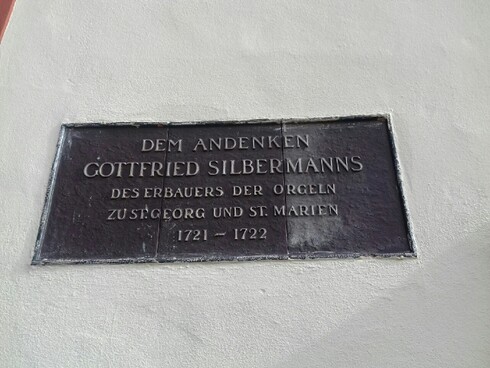 DEM ANDENKEN
GOTTFRIED SILBERMANNS
DES ERBAUERS DER ORGELN
ZU ST. GEORG UND ST. MARIEN
1721 – 1722